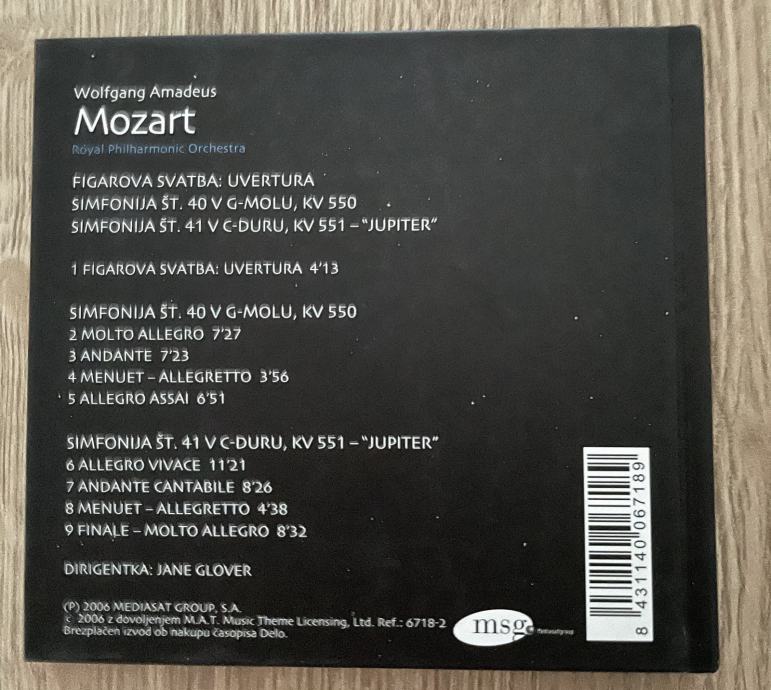 Wolfgang Amadeus
Mozart
Royal Philharmonic Orchestra
FIGAROVA SVATBA: UVERTURA
SIMFONIJA ŠT. 40 V G-MOLU, KV 550
SIMFONIJA ŠT. 41 V C-DURU, KV 551 – "JUPITER"
1 FIGAROVA SVATBA: UVERTURA 4'13
SIMFONIJA ŠT. 40 V G-MOLU, KV 550
2 MOLTO ALLEGRO 7'27
3 ANDANTE 7'23
4 MENUET – ALLEGRETTO 3'56
5 ALLEGRO ASSAI 6'51
SIMFONIJA ŠT. 41 V C-DURU, KV 551 – "JUPITER"
6 ALLEGRO VIVACE 11'21
7 ANDANTE CANTABILE 8'26
8 MENUET – ALLEGRETTO 4'38
9 FINALE – MOLTO ALLEGRO 8'32
DIRIGENTKA: JANE GLOVER
(P) 2006 MEDIASAT GROUP, S.A.
c 2006 z dovoljenjem M.A.T. Music Theme Licensing, Ltd. Ref.: 6718-2
Brezplačen izvod ob nakupu časopisa Delo.
msg
8 431140 067189